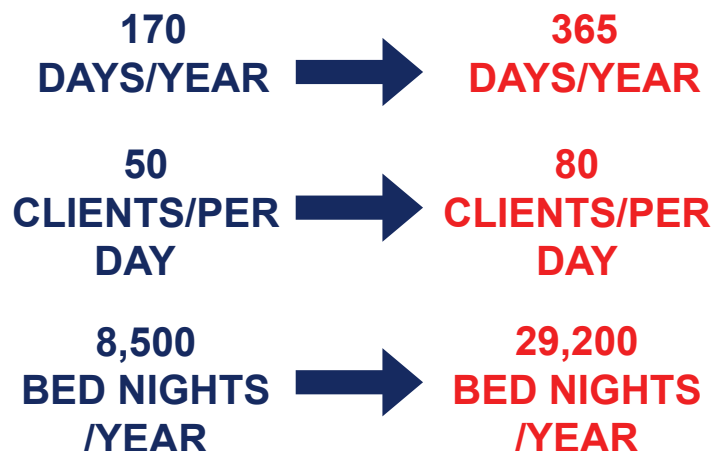 170
DAYS/YEAR
365
DAYS/YEAR
50
CLIENTS/PER
DAY
80
CLIENTS/PER
DAY
8,500
BED NIGHTS
/YEAR
29,200
BED NIGHTS
/YEAR